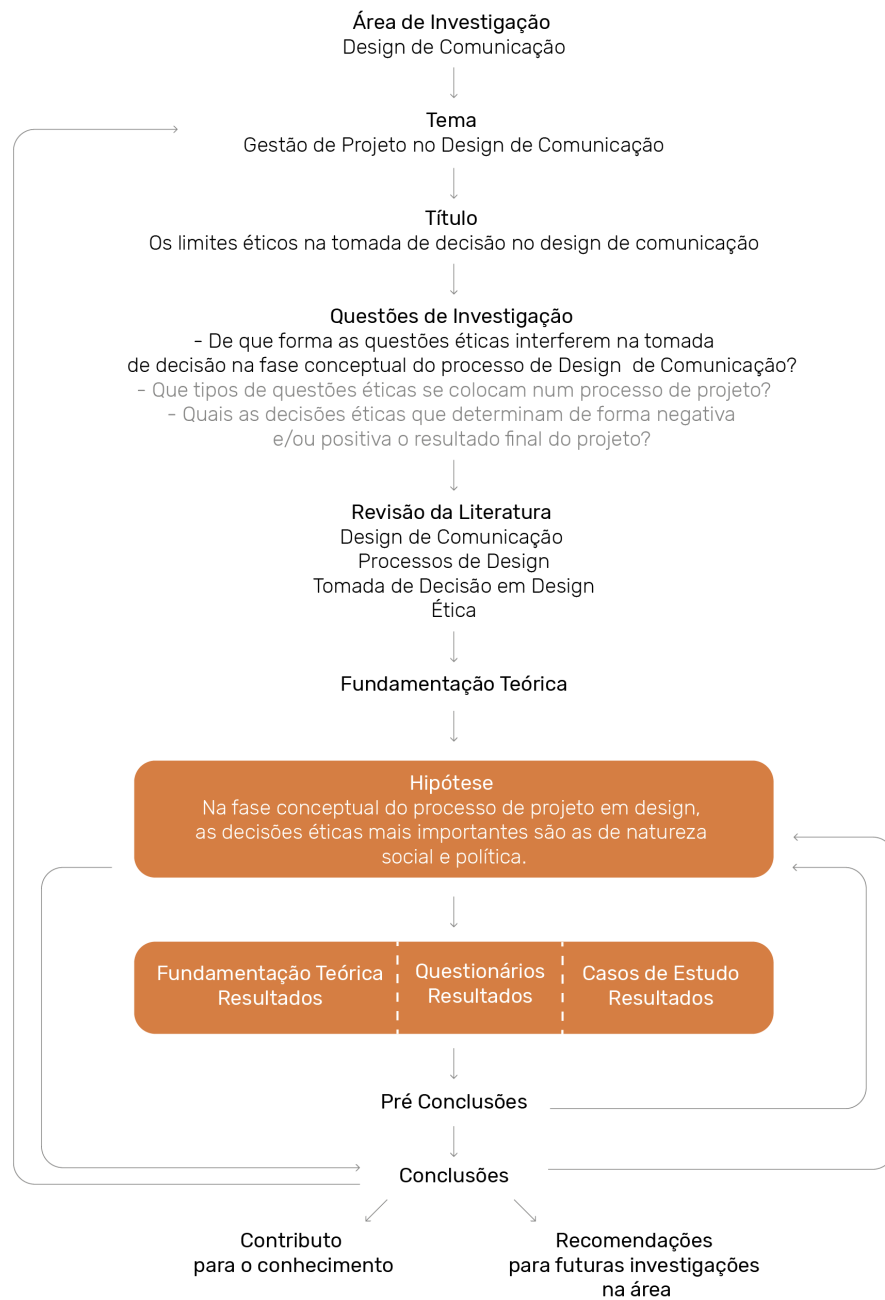 Área de Investigação
Design de Comunicação
Tema
Gestão de Projeto no Design de Comunicação
Título
Os limites éticos na tomada de decisão no design de comunicação
Questões de Investigação
- De que forma as questões éticas interferem na tomada
de decisão na fase conceptual do processo de Design de Comunicação?
- Que tipos de questões éticas se colocam num processo de projeto?
- Quais as decisões éticas que determinam de forma negativa
e/ou positiva o resultado final do projeto?
Revisão da Literatura
Design de Comunicação
Processos de Design
Tomada de Decisão em Design
Ética
Fundamentação Teórica
Hipótese
Na fase conceptual do processo de projeto em design,
as decisões éticas mais importantes são as de natureza
social e política.
Fundamentação Teórica
Resultados
Questionários
Resultados
Casos de Estudo
Resultados
Pré Conclusões
Conclusões
Contributo
para o conhecimento
Recomendações
para futuras investigações
na área